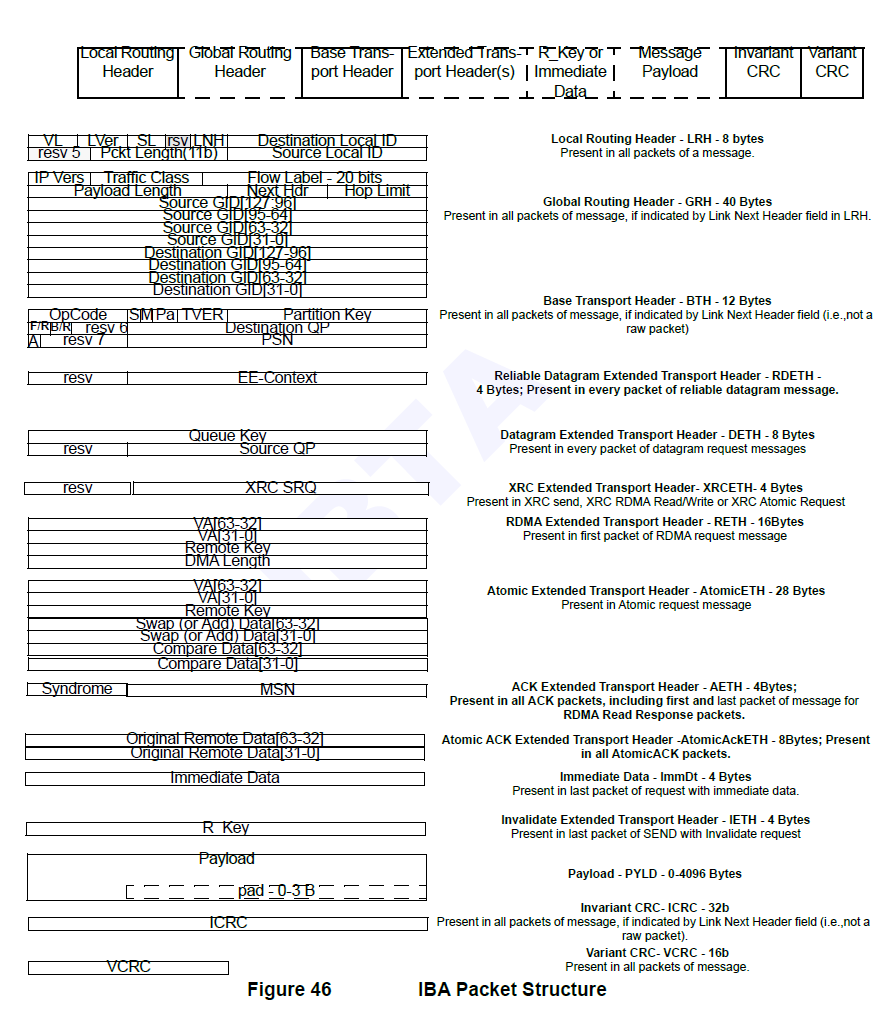 Local Routing Header
Global Routing Header
Base Trans-port Header
Extended Trans-port Header(s)
R_Key or Immediate Data
Message Payload
Invariant CRC
Variant CRC
VL LVer SL rsv LNH Destination Local ID
resv 5 Pckt Length(11b) Source Local ID
Local Routing Header - LRH - 8 bytes
Present in all packets of a message.
IP Vers Traffic Class Flow Label - 20 bits
Payload Length Next Hdr Hop Limit
Source GID[127:96]
Source GID[95-64]
Source GID[63-32]
Source GID[31-0]
Destination GID[127-96]
Destination GID[95-64]
Destination GID[63-32]
Destination GID[31-0]
Global Routing Header - GRH - 40 Bytes
Present in all packets of message, if indicated by Link Next Header field in LRH.
OpCode S M Pa TVER Partition Key
F/R B/R resv 6 Destination QP
A resv 7 PSN
Base Transport Header - BTH - 12 Bytes
Present in all packets of message, if indicated by Link Next Header field (i.e.,not a
raw packet)
resv EE-Context
Reliable Datagram Extended Transport Header - RDETH -
4 Bytes; Present in every packet of reliable datagram message.
Queue Key
resv Source QP
Datagram Extended Transport Header - DETH - 8 Bytes
Present in every packet of datagram request messages
resv XRC SRQ
XRC Extended Transport Header- XRCETH- 4 Bytes
Present in XRC send, XRC RDMA Read/Write or XRC Atomic Request
VA[63-32]
VA[31-0]
Remote Key
DMA Length
RDMA Extended Transport Header - RETH - 16Bytes
Present in first packet of RDMA request message
VA[63-32]
VA[31-0]
Remote Key
Swap (or Add) Data[63-32]
Swap (or Add) Data[31-0]
Compare Data[63-32]
Compare Data[31-0]
Atomic Extended Transport Header - AtomicETH - 28 Bytes
Present in Atomic request message
Syndrome MSN
ACK Extended Transport Header - AETH - 4Bytes;
Present in all ACK packets, including first and last packet of message for
RDMA Read Response packets.
Original Remote Data[63-32]
Original Remote Data[31-0]
Atomic ACK Extended Transport Header -AtomicAckETH - 8Bytes; Present
in all AtomicACK packets.
Immediate Data
Immediate Data - ImmDt - 4 Bytes
Present in last packet of request with immediate data.
R_Key
Invalidate Extended Transport Header - IETH - 4 Bytes
Present in last packet of SEND with Invalidate request
Payload
pad - 0-3 B
Payload - PYLD - 0-4096 Bytes
ICRC
Invariant CRC- ICRC - 32b
Present in all packets of message, if indicated by Link Next Header field (i.e.,not a
raw packet).
VCRC
Variant CRC- VCRC - 16b
Present in all packets of message.
Figure 46 IBA Packet Structure
IBTA